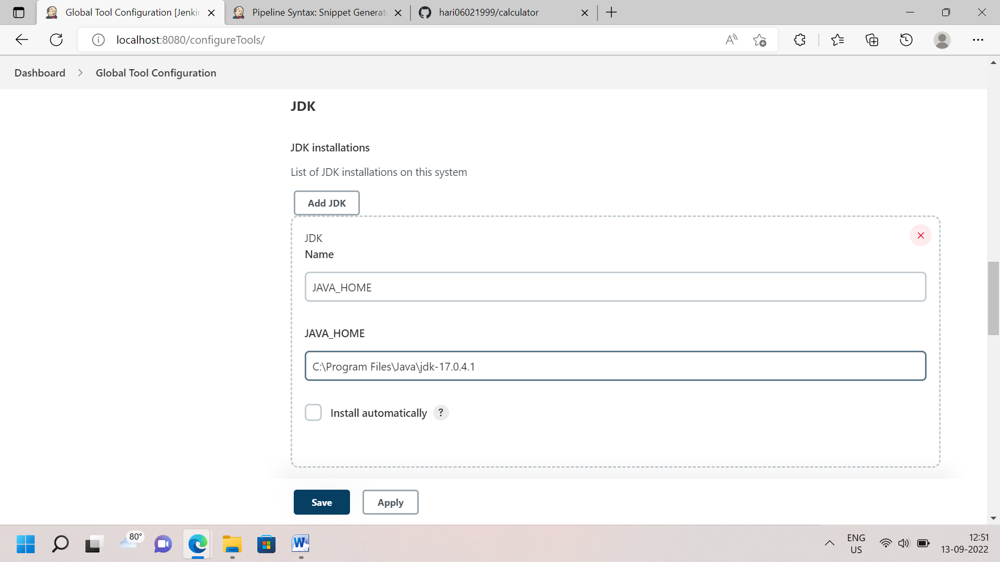 Global Tool Configuration [Jenkin
Pipeline Syntax: Snippet Generato
hari06021999/calculator
localhost:8080/configureTools/
Dashboard
Global Tool Configuration
JDK
JDK installations
List of JDK installations on this system
Add JDK
JDK
Name
JAVA_HOME
JAVA_HOME
C:\Program Files\Java\jdk-17.0.4.1
Install automatically ?
Save
Apply
80°
ENG
US
12:51
13-09-2022